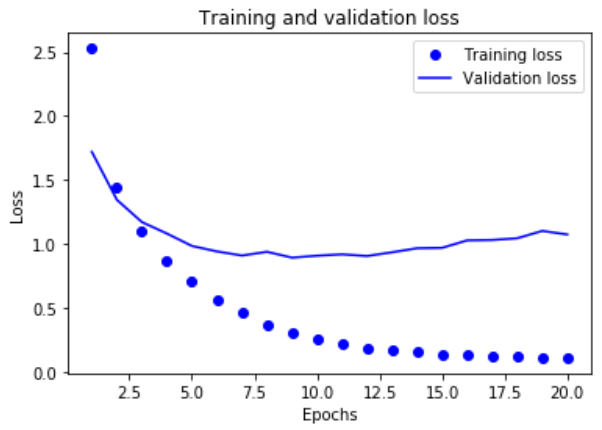 Training and validation loss
Training loss
Validation loss
2.5
2.0
1.5
1.0
0.5
0.0
Loss
2.5
5.0
7.5
10.0
12.5
15.0
17.5
20.0
Epochs